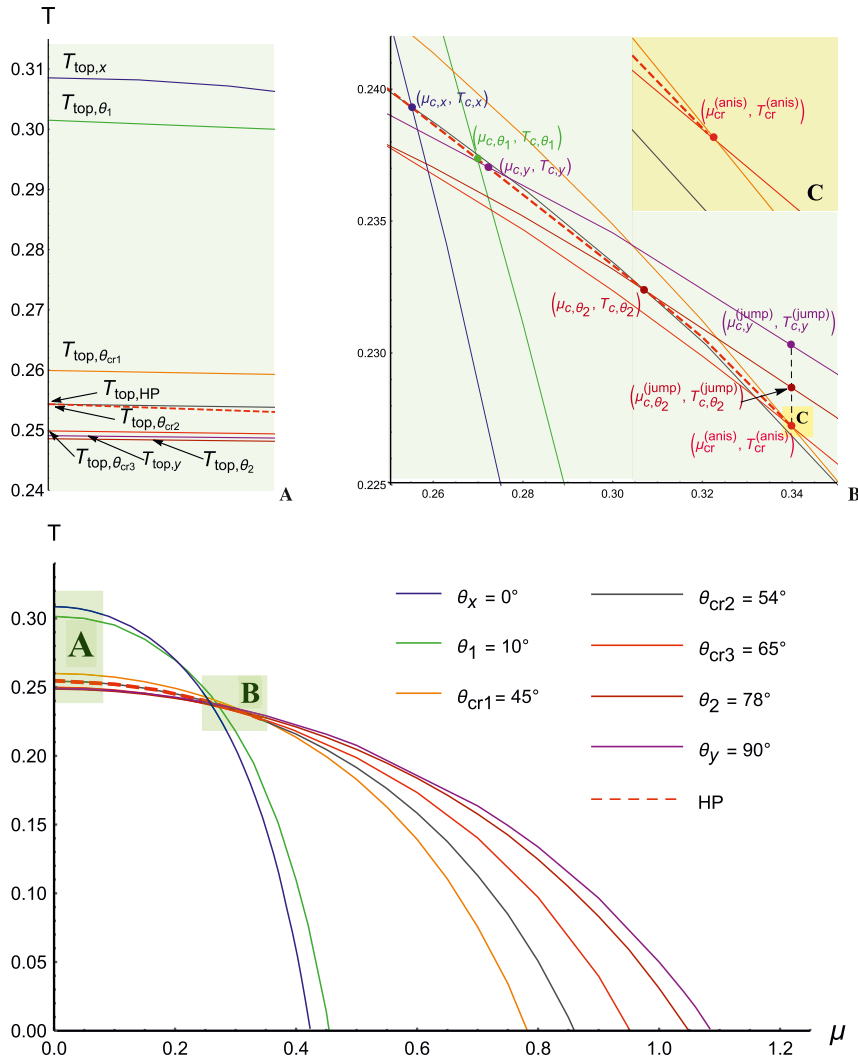 T
0.31
0.30
0.29
0.28
0.27
0.26
0.25
0.24
T_top,x
T_top,θ1
T_top,θcr1
T_top,HP
T_top,θcr2
T_top,θcr3
T_top,y
T_top,θ2
A
0.240
0.235
0.230
0.225
0.26
0.28
0.30
0.32
0.34
(μ_c,x, T_c,x)
(μ_c,θ1, T_c,θ1)
(μ_c,y, T_c,y)
(μ_c,θ2, T_c,θ2)
(μ_cr^(anis), T_cr^(anis))
C
(μ_c,y^(jump), T_c,y^(jump))
(μ_c,θ2^(jump), T_c,θ2^(jump))
C
(μ_cr^(anis), T_cr^(anis))
B
T
0.30
0.25
0.20
0.15
0.10
0.05
0.00
A
B
θx = 0°
θ1 = 10°
θcr1 = 45°
θcr2 = 54°
θcr3 = 65°
θ2 = 78°
θy = 90°
HP
0.0
0.2
0.4
0.6
0.8
1.0
1.2
μ